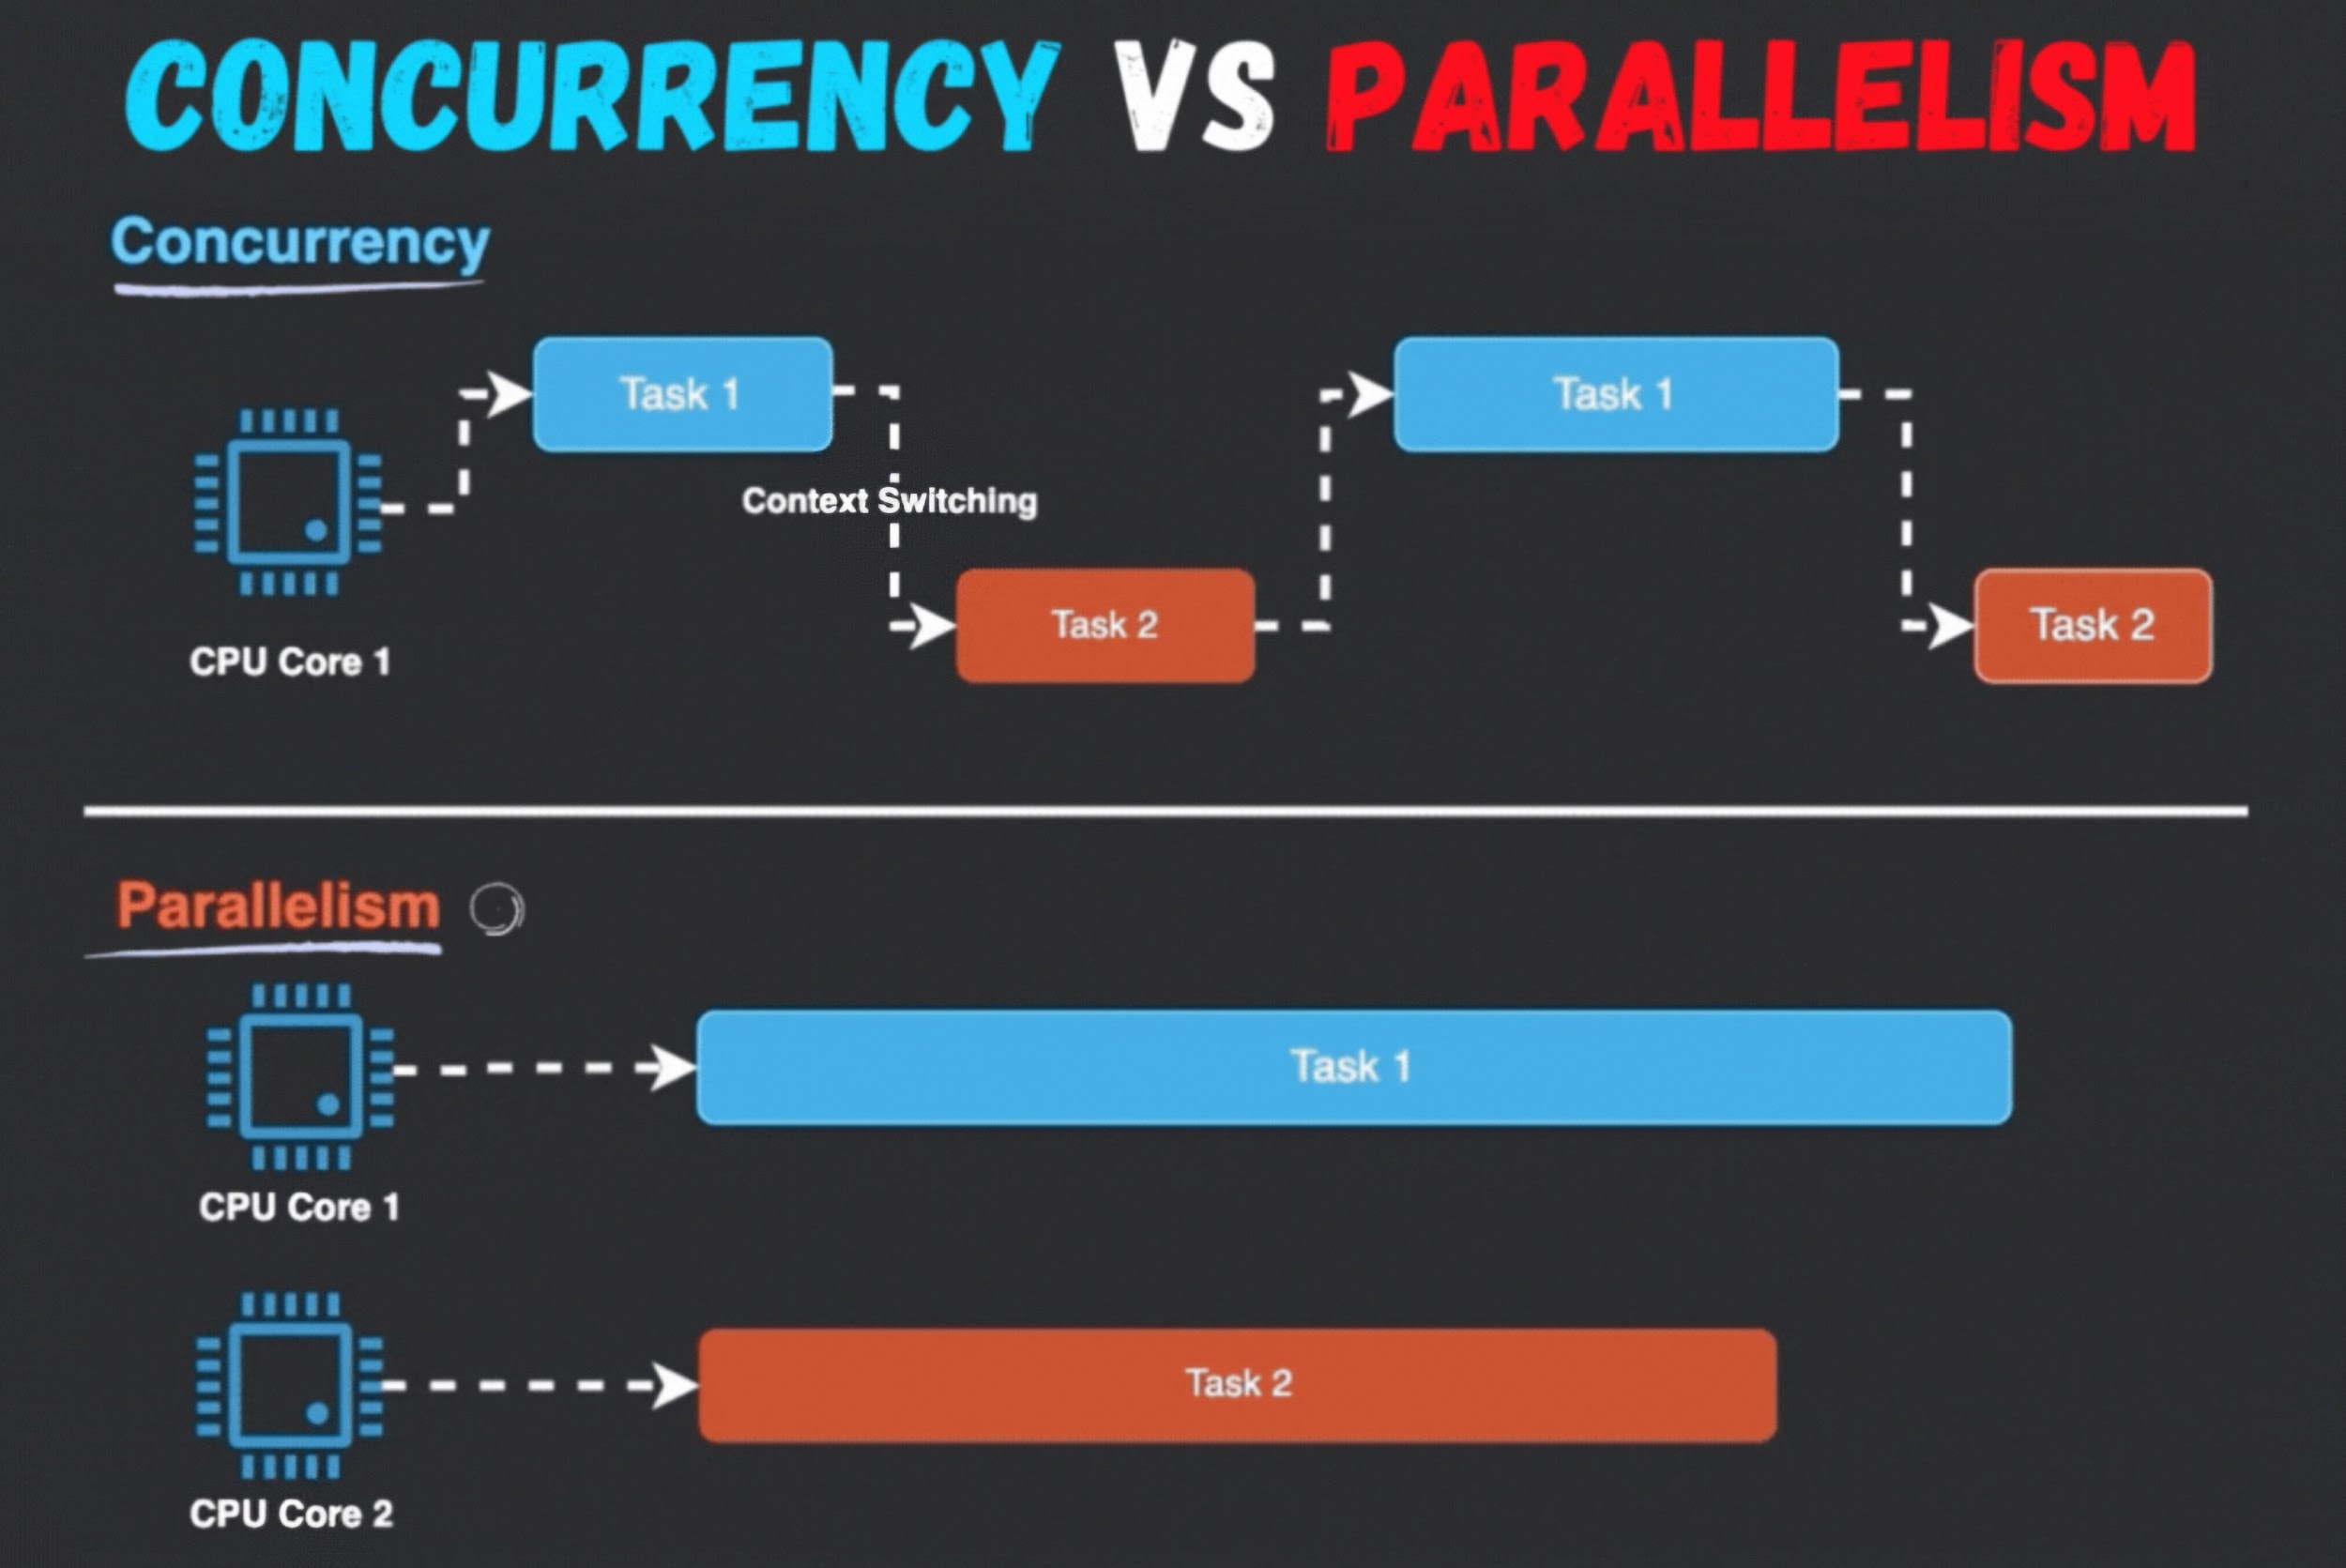 CONCURRENCY VS PARALLELISM
Concurrency
Task 1
Task 1
Context Switching
Task 2
Task 2
CPU Core 1
Parallelism
Task 1
CPU Core 1
Task 2
CPU Core 2